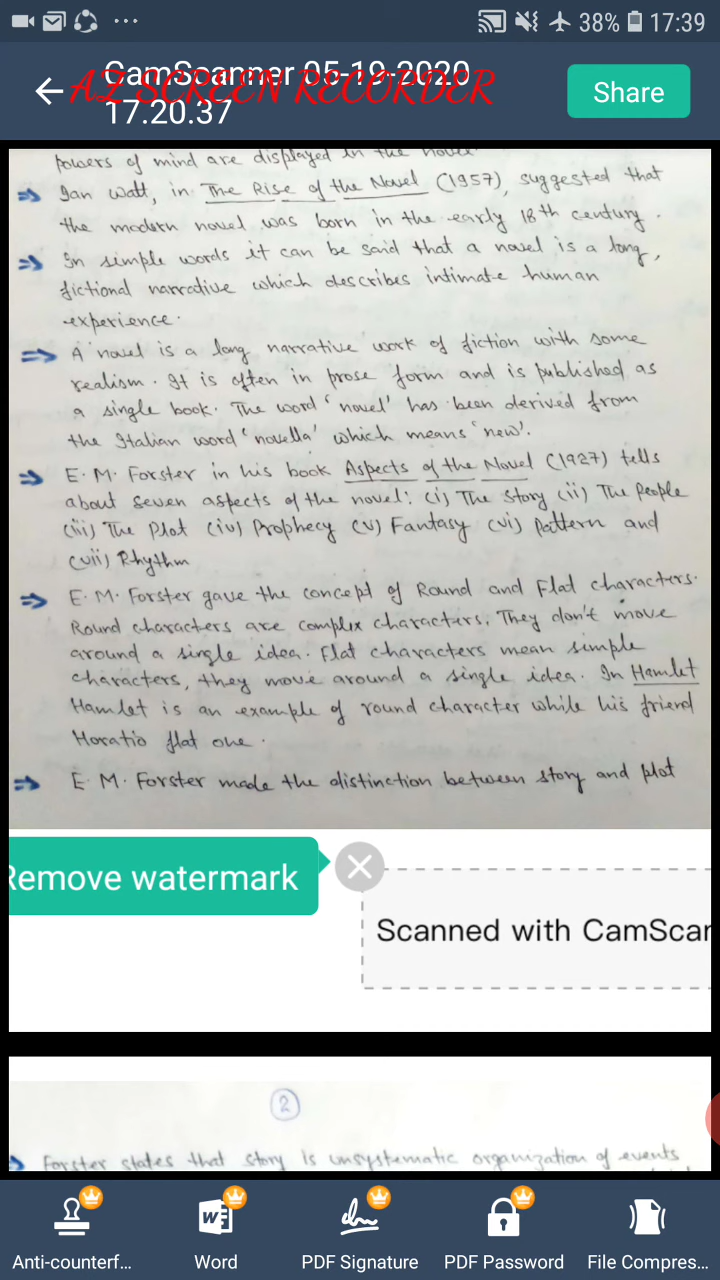 38% 17:39
CamScanner 05-19-2020
17.20.37
AZ SCREEN RECORDER
Share
powers of mind are displayed in the novel.
⇒ Ian Watt, in The Rise of the Novel (1957), suggested that
the modern novel was born in the early 18th century.
⇒ In simple words it can be said that a novel is a long,
fictional narrative which describes intimate human
experience.
⇒ A novel is a long narrative work of fiction with some
realism. It is often in prose form and is published as
a single book. The word 'novel' has been derived from
the Italian word 'novella' which means 'new'.
⇒ E. M. Forster in his book Aspects of the Novel (1927) tells
about seven aspects of the novel: (i) The Story (ii) The People
(iii) The Plot (iv) Prophecy (v) Fantasy (vi) Pattern and
(vii) Rhythm
⇒ E. M. Forster gave the concept of Round and Flat characters.
Round characters are complex characters. They don't move
around a single idea. Flat characters mean simple
characters, they move around a single idea. In Hamlet
Hamlet is an example of round character while his friend
Horatio flat one.
⇒ E. M. Forster made the distinction between story and plot
Remove watermark
Scanned with CamScan
2
Forster states that story is unsystematic organization of events
Anti-counterf...
Word
PDF Signature
PDF Password
File Compres...